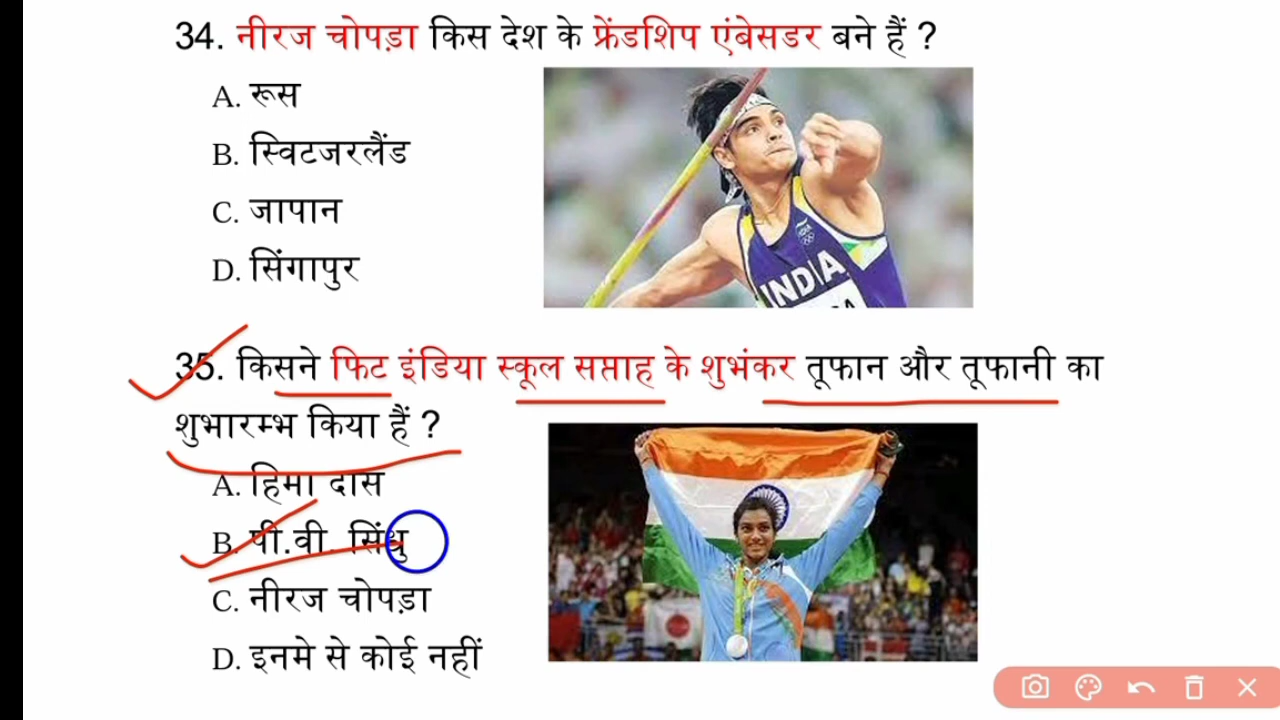 34. नीरज चोपड़ा किस देश के फ्रेंडशिप एंबेसडर बने हैं ?
A. रूस
B. स्विटजरलैंड
C. जापान
D. सिंगापुर
INDIA
35. किसने फिट इंडिया स्कूल सप्ताह के शुभंकर तूफान और तूफानी का
शुभारम्भ किया हैं ?
A. हिमा दास
B. पी.वी. सिंधु
C. नीरज चोपड़ा
D. इनमे से कोई नहीं